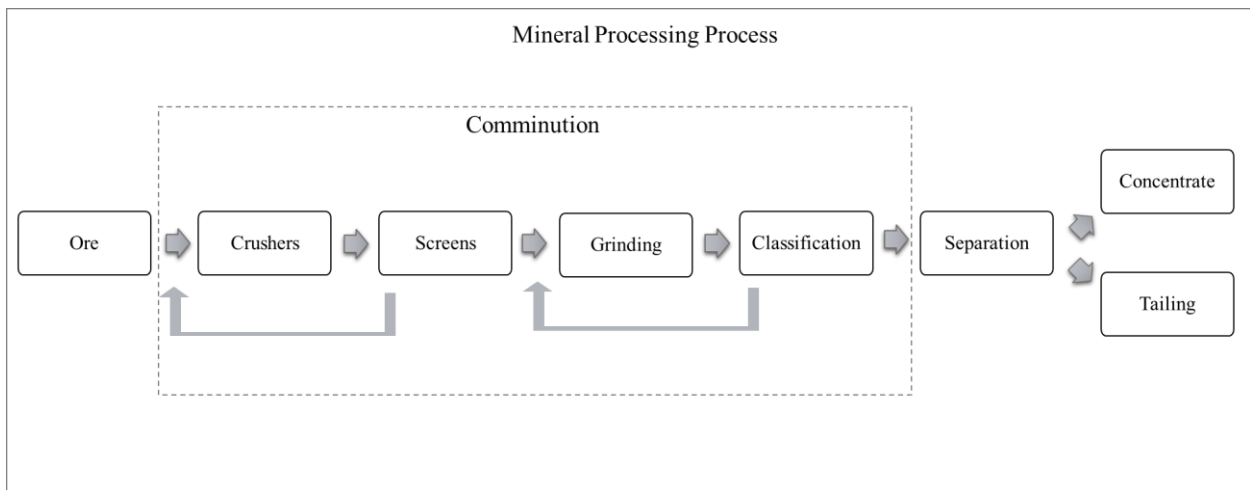 Mineral Processing Process
Comminution
Ore
Crushers
Screens
Grinding
Classification
Separation
Concentrate
Tailing